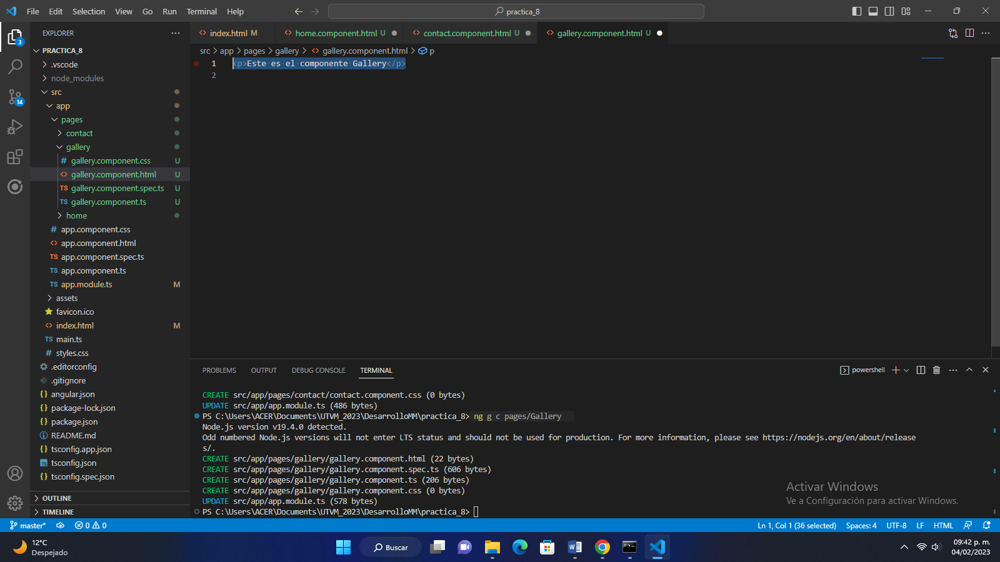 File Edit Selection View Go Run Terminal Help
practica_8
EXPLORER
PRACTICA_8
.vscode
node_modules
src
app
pages
contact
gallery
gallery.component.css U
gallery.component.html U
TS gallery.component.spec.ts U
TS gallery.component.ts U
home
app.component.css
app.component.html
TS app.component.spec.ts
TS app.component.ts
TS app.module.ts M
assets
favicon.ico
index.html M
TS main.ts
styles.css
.editorconfig
.gitignore
angular.json
package-lock.json
package.json
README.md
tsconfig.app.json
tsconfig.json
tsconfig.spec.json
OUTLINE
TIMELINE
3
14
index.html M
home.component.html U
contact.component.html U
gallery.component.html U
src > app > pages > gallery > gallery.component.html > p
1 <p>Este es el componente Gallery</p>
2
PROBLEMS OUTPUT DEBUG CONSOLE TERMINAL
powershell
CREATE src/app/pages/contact/contact.component.css (0 bytes)
UPDATE src/app/app.module.ts (486 bytes)
PS C:\Users\ACER\Documents\UTVM_2023\DesarrolloMM\practica_8> ng g c pages/Gallery
Node.js version v19.4.0 detected.
Odd numbered Node.js versions will not enter LTS status and should not be used for production. For more information, please see https://nodejs.org/en/about/release
s/.
CREATE src/app/pages/gallery/gallery.component.html (22 bytes)
CREATE src/app/pages/gallery/gallery.component.spec.ts (606 bytes)
CREATE src/app/pages/gallery/gallery.component.ts (206 bytes)
CREATE src/app/pages/gallery/gallery.component.css (0 bytes)
UPDATE src/app/app.module.ts (578 bytes)
PS C:\Users\ACER\Documents\UTVM_2023\DesarrolloMM\practica_8>
Activar Windows
Ve a Configuración para activar Windows.
master* 0 0
Ln 1, Col 1 (36 selected) Spaces: 4 UTF-8 LF HTML
12°C
Despejado
Buscar
09:42 p. m.
04/02/2023